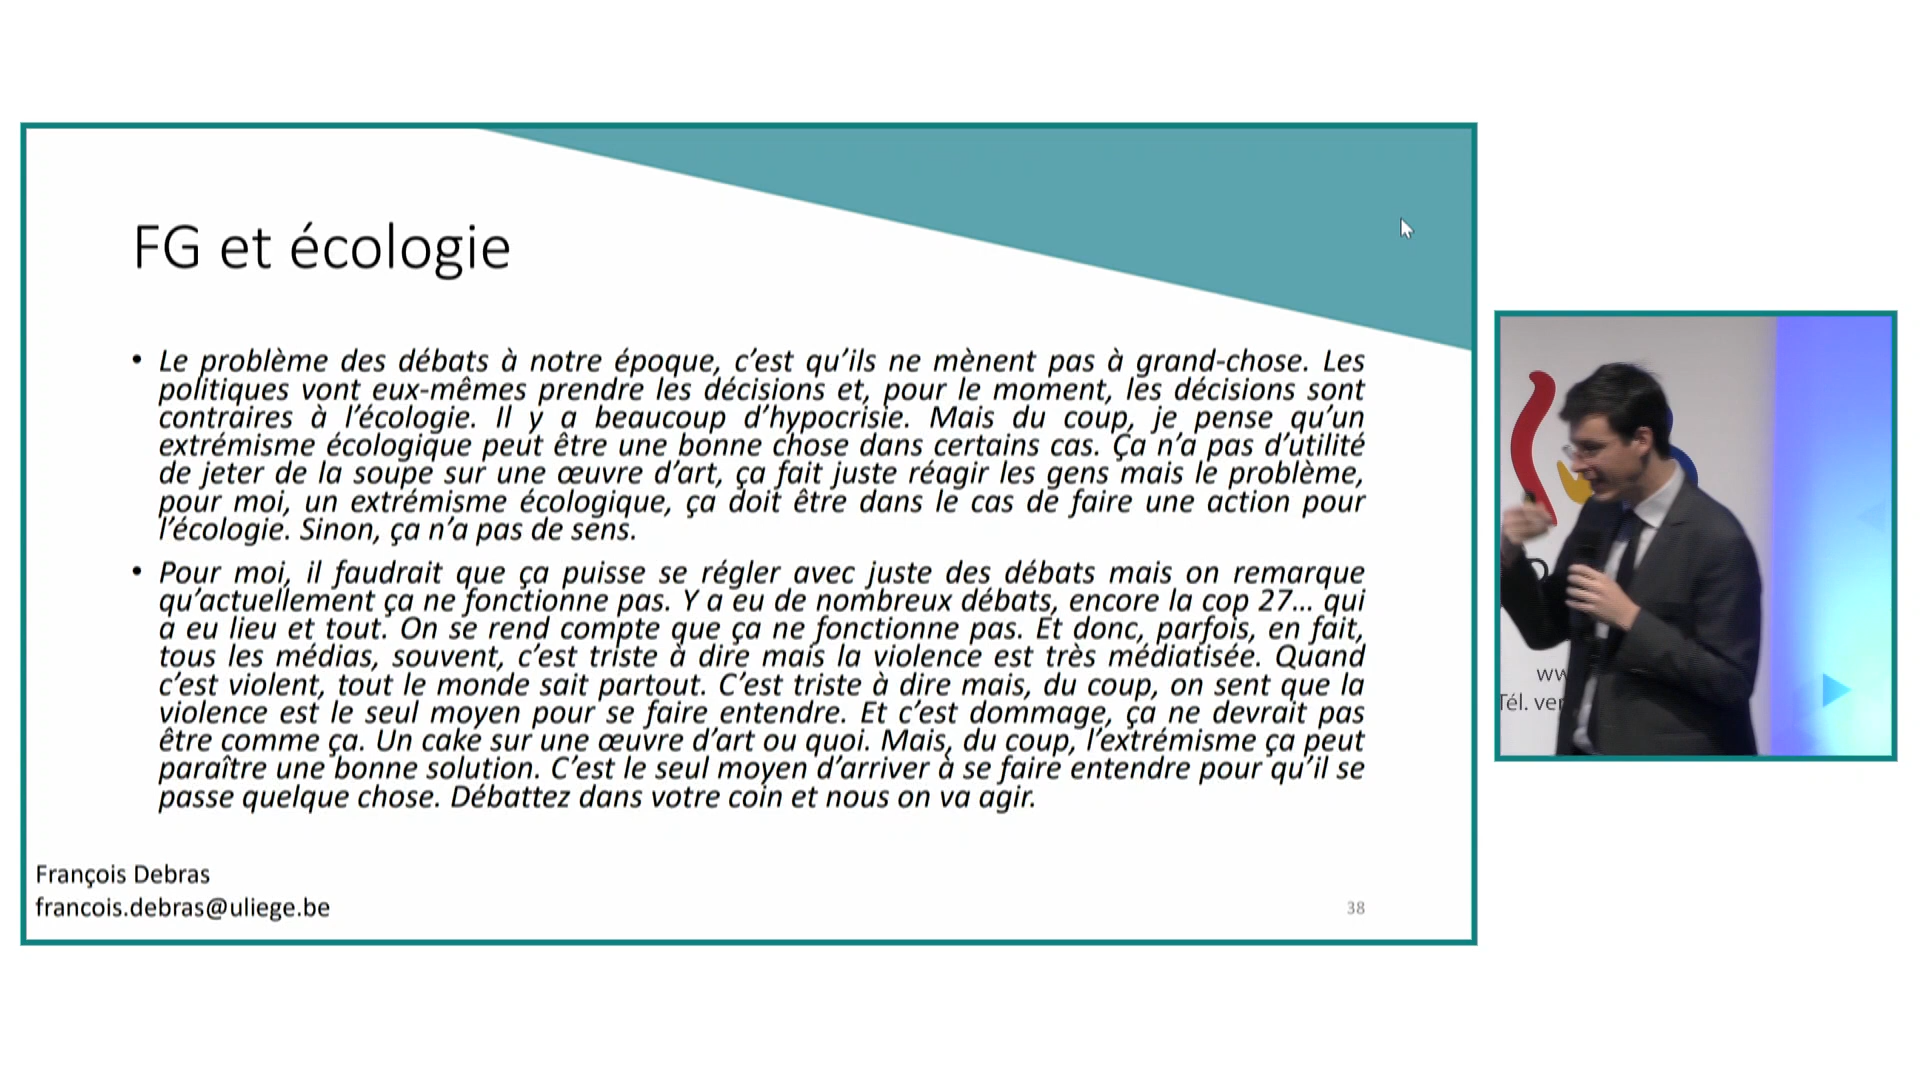 FG et écologie
• Le problème des débats à notre époque, c’est qu’ils ne mènent pas à grand-chose. Les
politiques vont eux-mêmes prendre les décisions et, pour le moment, les décisions sont
contraires à l’écologie. Il y a beaucoup d’hypocrisie. Mais du coup, je pense qu’un
extrémisme écologique peut être une bonne chose dans certains cas. Ça n’a pas d’utilité
de jeter de la soupe sur une œuvre d’art, ça fait juste réagir les gens mais le problème,
pour moi, un extrémisme écologique, ça doit être dans le cas de faire une action pour
l’écologie. Sinon, ça n’a pas de sens.
• Pour moi, il faudrait que ça puisse se régler avec juste des débats mais on remarque
qu’actuellement ça ne fonctionne pas. Y a eu de nombreux débats, encore la cop 27… qui
a eu lieu et tout. On se rend compte que ça ne fonctionne pas. Et donc, parfois, en fait,
tous les médias, souvent, c’est triste à dire mais la violence est très médiatisée. Quand
c’est violent, tout le monde sait partout. C’est triste à dire mais, du coup, on sent que la
violence est le seul moyen pour se faire entendre. Et c’est dommage, ça ne devrait pas
être comme ça. Un cake sur une œuvre d’art ou quoi. Mais, du coup, l’extrémisme ça peut
paraître une bonne solution. C’est le seul moyen d’arriver à se faire entendre pour qu’il se
passe quelque chose. Débattez dans votre coin et nous on va agir.
François Debras
francois.debras@uliege.be
38
Tél.